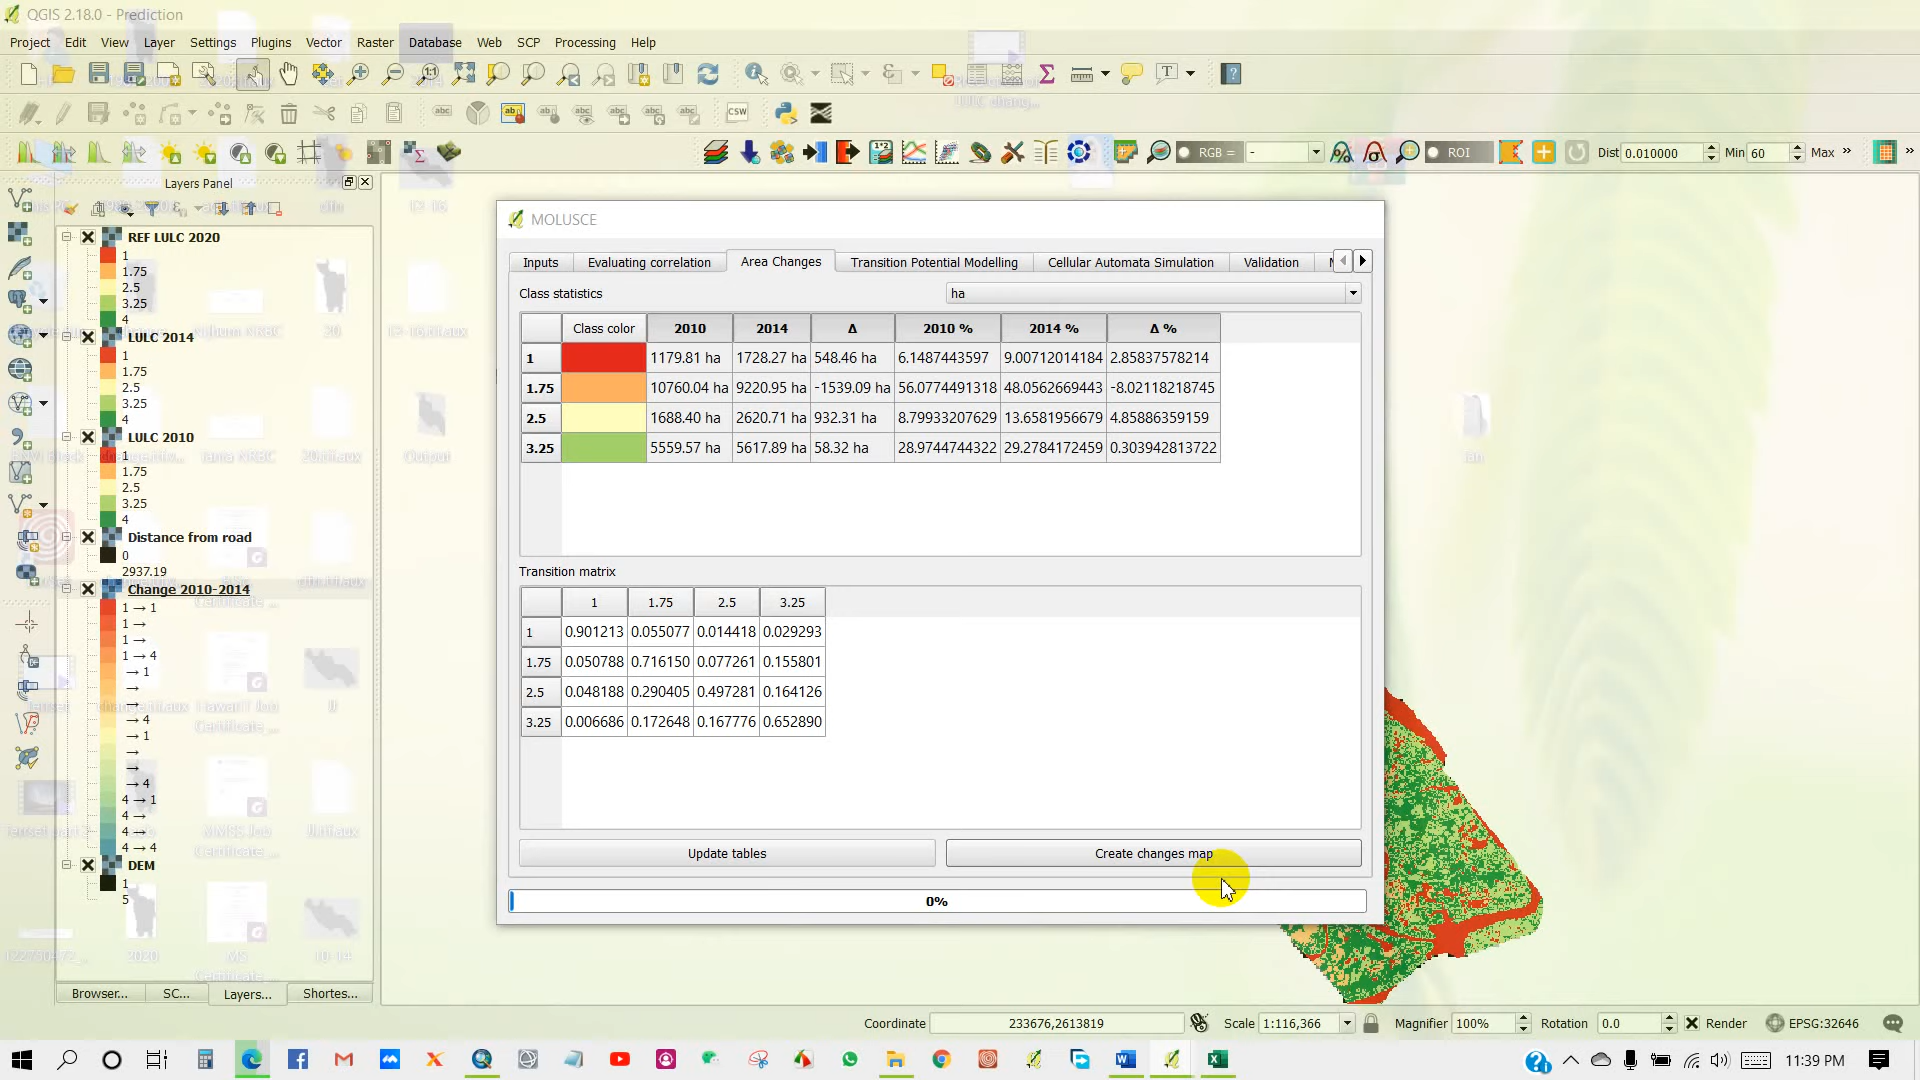 QGIS 2.18.0 - Prediction
Project Edit View Layer Settings Plugins Vector Raster Database Web SCP Processing Help
RGB = - ROI Dist 0.010000 Min 60 Max »
Layers Panel
REF LULC 2020
1
1.75
2.5
3.25
4
LULC 2014
1
1.75
2.5
3.25
4
LULC 2010
1
1.75
2.5
3.25
4
Distance from road
0
2937.19
Change 2010-2014
1 → 1
1 →
1 →
1 → 4
→ 1
→
→
→ 4
→ 1
→
→
→ 4
4 → 1
4 →
4 →
4 → 4
DEM
1
5
Browser... SC... Layers... Shortes...
MOLUSCE
Inputs Evaluating correlation Area Changes Transition Potential Modelling Cellular Automata Simulation Validation
Class statistics ha
Class color 2010 2014 Δ 2010 % 2014 % Δ %
1 1179.81 ha 1728.27 ha 548.46 ha 6.1487443597 9.00712014184 2.85837578214
1.75 10760.04 ha 9220.95 ha -1539.09 ha 56.0774491318 48.0562669443 -8.02118218745
2.5 1688.40 ha 2620.71 ha 932.31 ha 8.79933207629 13.6581956679 4.85886359159
3.25 5559.57 ha 5617.89 ha 58.32 ha 28.9744744322 29.2784172459 0.303942813722
Transition matrix
1 1.75 2.5 3.25
1 0.901213 0.055077 0.014418 0.029293
1.75 0.050788 0.716150 0.077261 0.155801
2.5 0.048188 0.290405 0.497281 0.164126
3.25 0.006686 0.172648 0.167776 0.652890
Update tables Create changes map
0%
Coordinate 233676,2613819 Scale 1:116,366 Magnifier 100% Rotation 0.0 Render EPSG:32646
11:39 PM